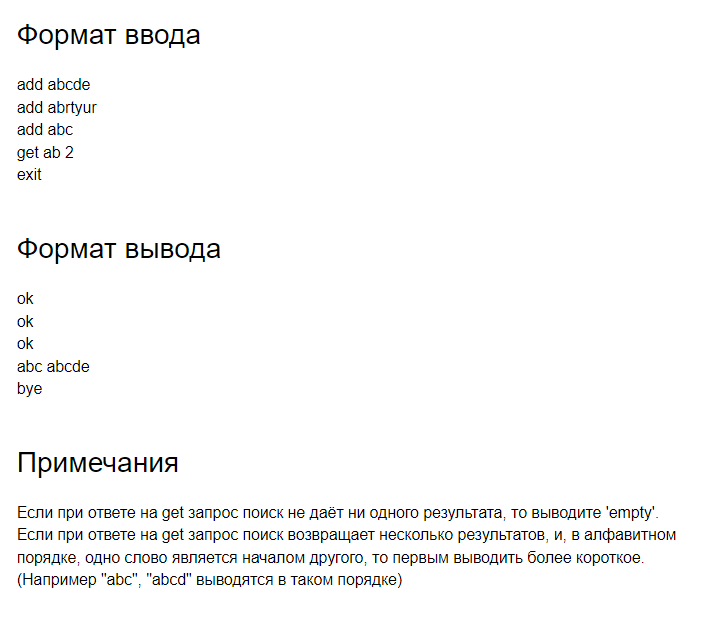 Формат ввода
add abcde
add abrtyur
add abc
get ab 2
exit
Формат вывода
ok
ok
ok
abc abcde
bye
Примечания
Если при ответе на get запрос поиск не даёт ни одного результата, то выводите 'empty'.
Если при ответе на get запрос поиск возвращает несколько результатов, и, в алфавитном
порядке, одно слово является началом другого, то первым выводить более короткое.
(Например "abc", "abcd" выводятся в таком порядке)